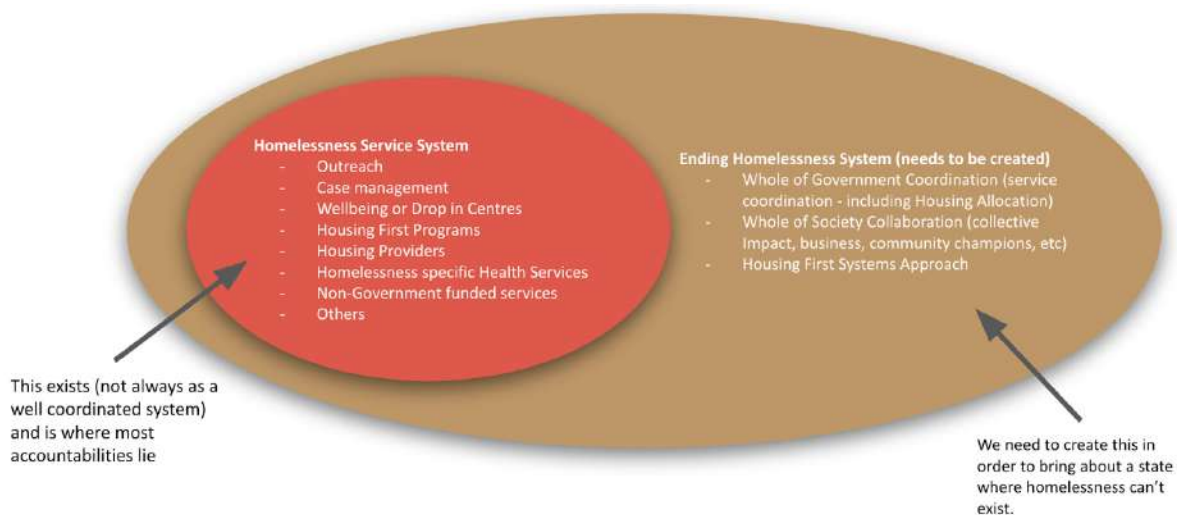 Homelessness Service System
- Outreach
- Case management
- Wellbeing or Drop in Centres
- Housing First Programs
- Housing Providers
- Homelessness specific Health Services
- Non-Government funded services
- Others
Ending Homelessness System (needs to be created)
- Whole of Government Coordination (service
coordination - including Housing Allocation)
- Whole of Society Collaboration (collective
Impact, business, community champions, etc)
- Housing First Systems Approach
This exists (not always as a
well coordinated system)
and is where most
accountabilities lie
We need to create this in
order to bring about a state
where homelessness can't
exist.